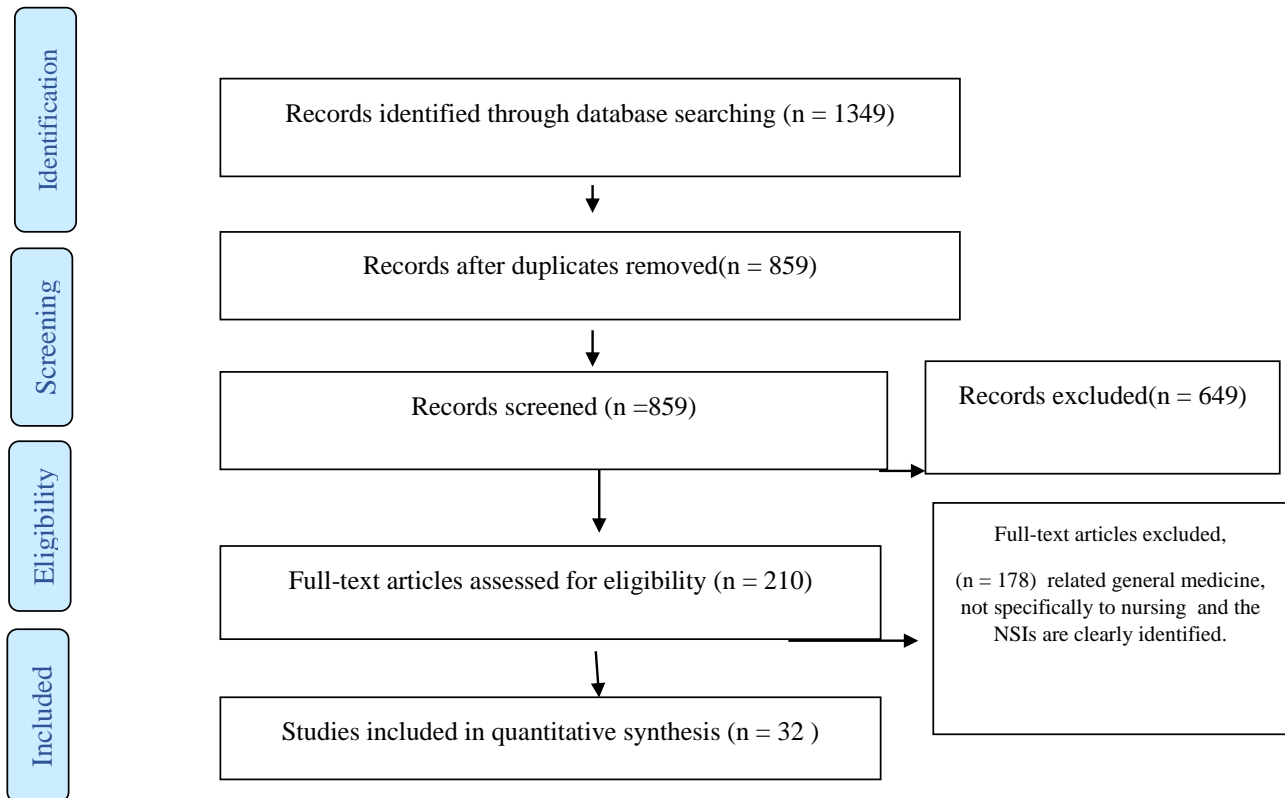 Identification
Records identified through database searching (n = 1349)
Records after duplicates removed(n = 859)
Screening
Records screened (n =859)
Records excluded(n = 649)
Eligibility
Full-text articles assessed for eligibility (n = 210)
Full-text articles excluded,
(n = 178)  related general medicine,
not specifically to nursing  and the
NSIs are clearly identified.
Included
Studies included in quantitative synthesis (n = 32 )